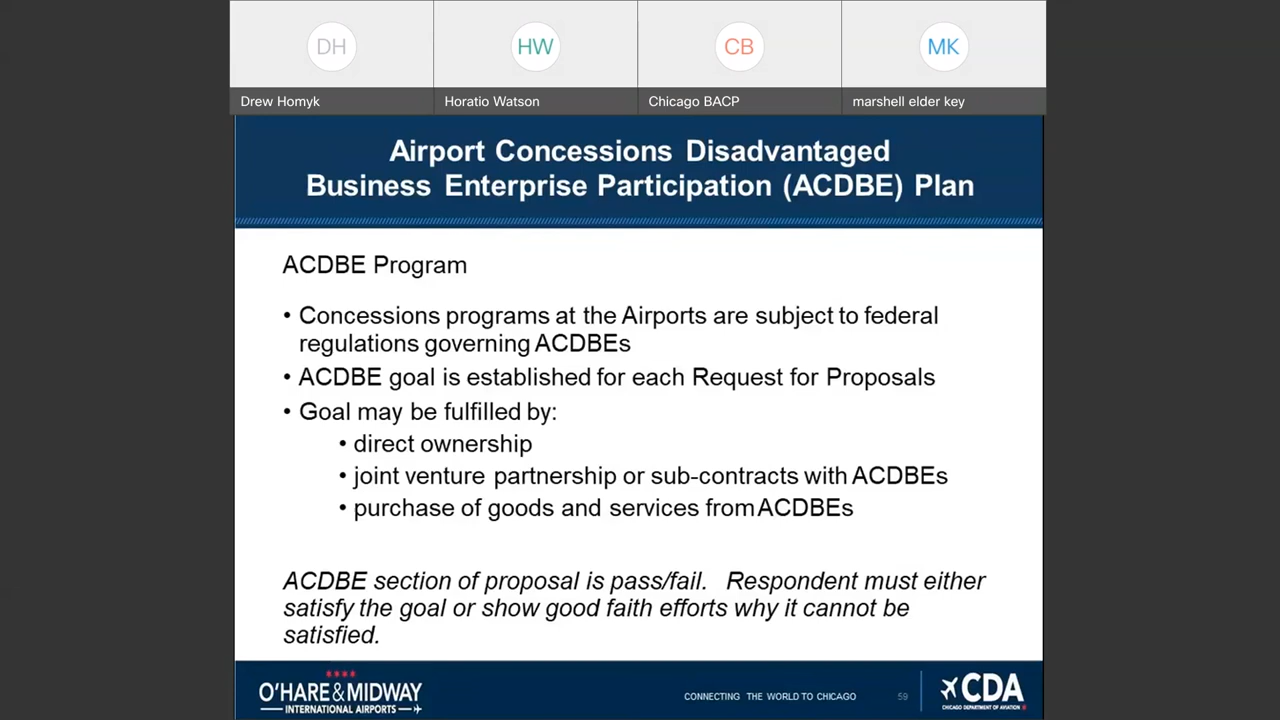 DH
HW
CB
MK
Drew Homyk
Horatio Watson
Chicago BACP
marshell elder key
Airport Concessions Disadvantaged
Business Enterprise Participation (ACDBE) Plan
ACDBE Program
• Concessions programs at the Airports are subject to federal
regulations governing ACDBEs
• ACDBE goal is established for each Request for Proposals
• Goal may be fulfilled by:
• direct ownership
• joint venture partnership or sub-contracts with ACDBEs
• purchase of goods and services from ACDBEs
ACDBE section of proposal is pass/fail. Respondent must either
satisfy the goal or show good faith efforts why it cannot be
satisfied.
O'HARE & MIDWAY
INTERNATIONAL AIRPORTS
CONNECTING THE WORLD TO CHICAGO
59
CDA
CHICAGO DEPARTMENT OF AVIATION